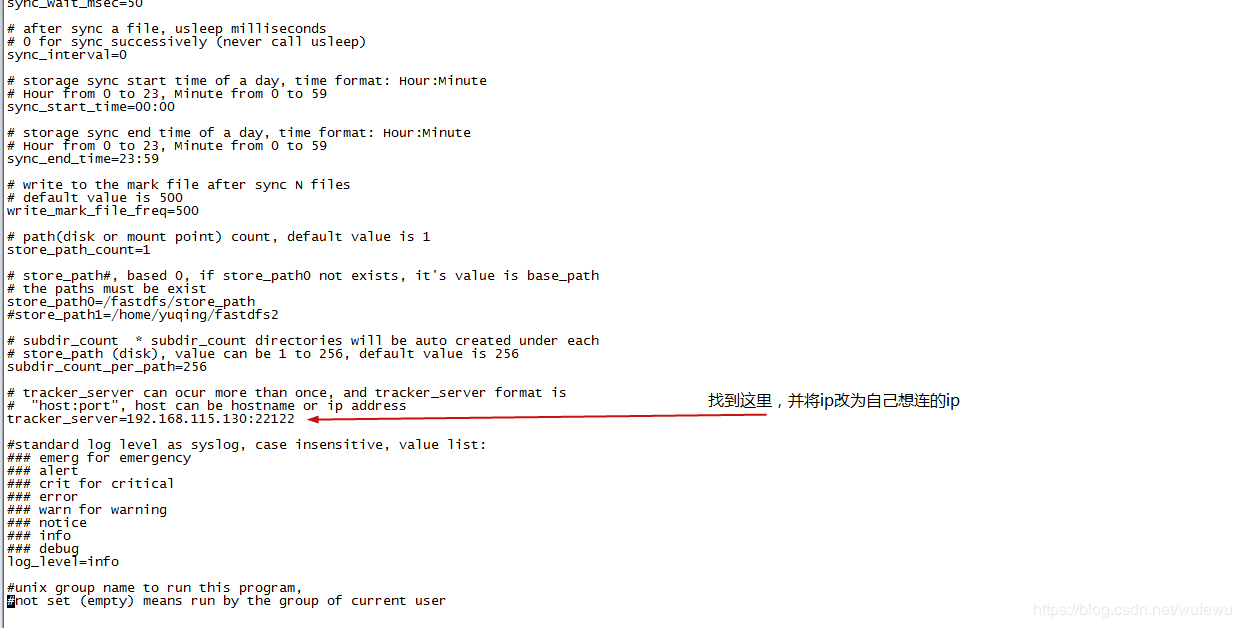 sync_wait_msec=50
# after sync a file, usleep milliseconds
# 0 for sync successively (never call usleep)
sync_interval=0
# storage sync start time of a day, time format: Hour:Minute
# Hour from 0 to 23, Minute from 0 to 59
sync_start_time=00:00
# storage sync end time of a day, time format: Hour:Minute
# Hour from 0 to 23, Minute from 0 to 59
sync_end_time=23:59
# write to the mark file after sync N files
# default value is 500
write_mark_file_freq=500
# path(disk or mount point) count, default value is 1
store_path_count=1
# store_path#, based 0, if store_path0 not exists, it's value is base_path
# the paths must be exist
store_path0=/fastdfs/store_path
#store_path1=/home/yuqing/fastdfs2
# subdir_count  * subdir_count directories will be auto created under each
# store_path (disk), value can be 1 to 256, default value is 256
subdir_count_per_path=256
# tracker_server can ocur more than once, and tracker_server format is
#  "host:port", host can be hostname or ip address
tracker_server=192.168.115.130:22122
找到这里，并将ip改为自己想连的ip
#standard log level as syslog, case insensitive, value list:
### emerg for emergency
### alert
### crit for critical
### error
### warn for warning
### notice
### info
### debug
log_level=info
#unix group name to run this program,
#not set (empty) means run by the group of current user
https://blog.csdn.net/wufewu